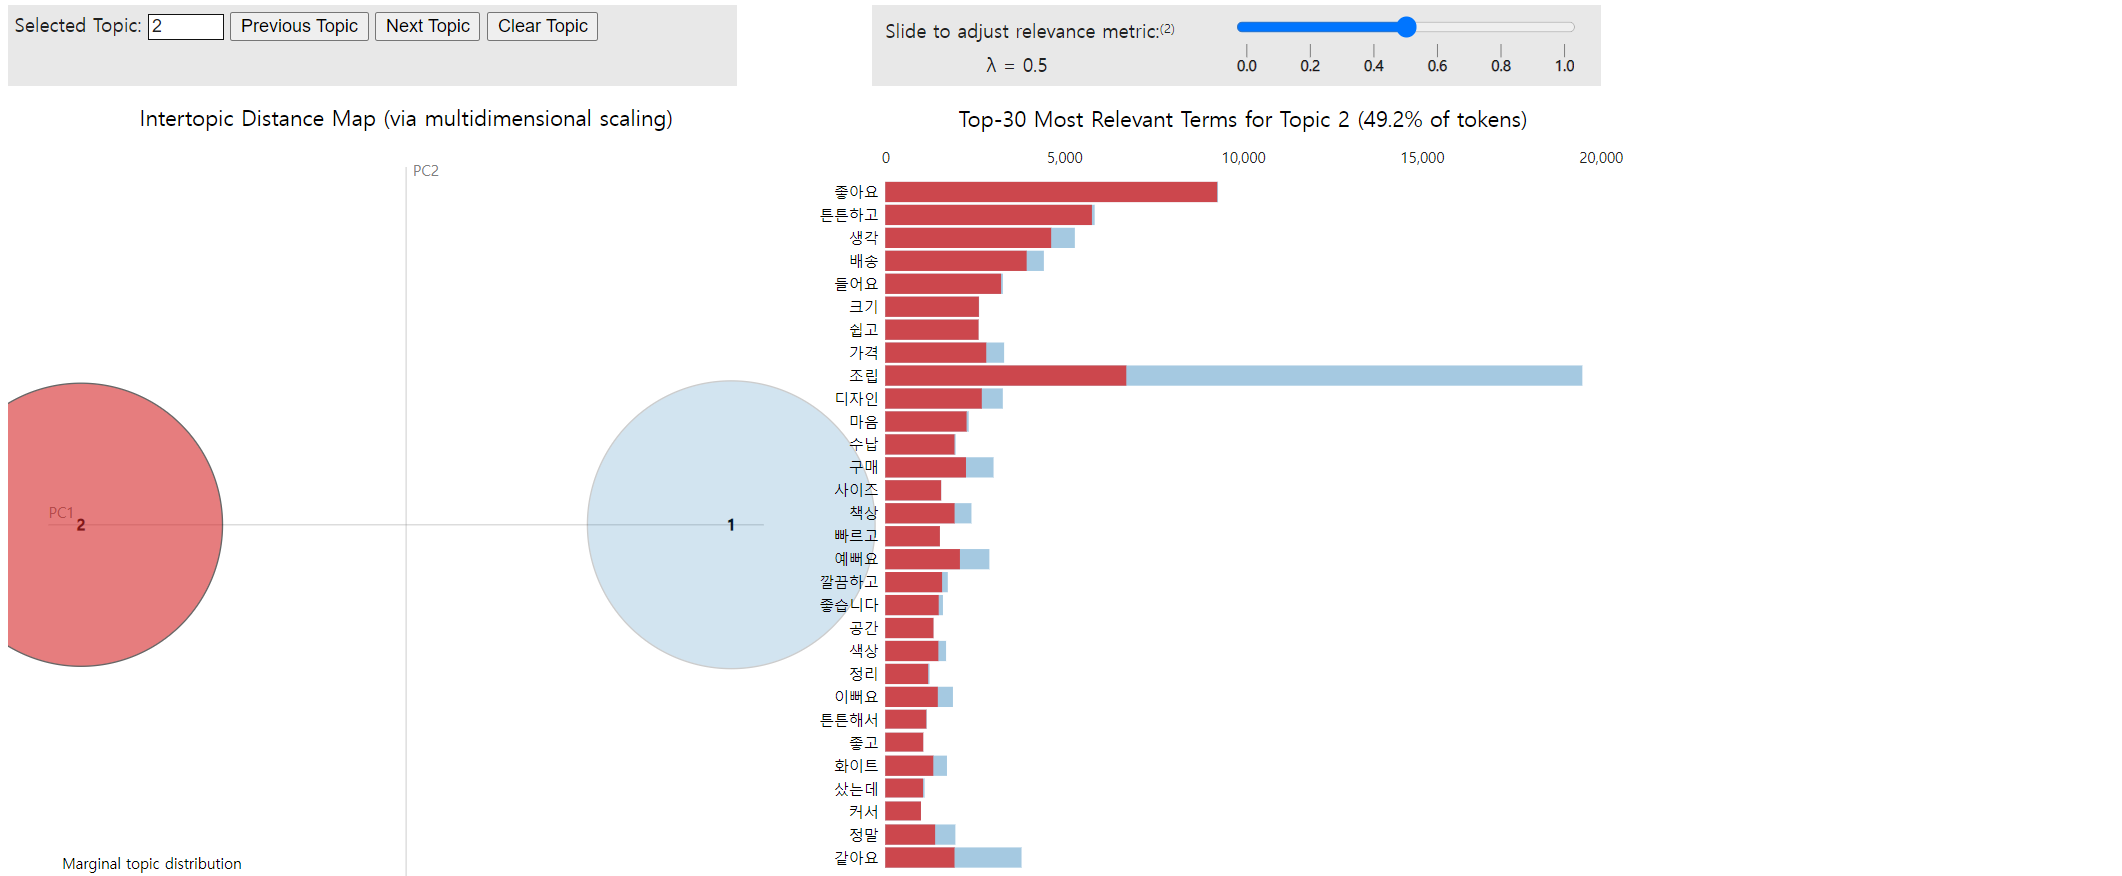 Selected Topic: 2 Previous Topic Next Topic Clear Topic
Slide to adjust relevance metric:(2)
λ = 0.5
0.0 0.2 0.4 0.6 0.8 1.0
Intertopic Distance Map (via multidimensional scaling)
PC2
PC1
2
1
Marginal topic distribution
Top-30 Most Relevant Terms for Topic 2 (49.2% of tokens)
0 5,000 10,000 15,000 20,000
좋아요
튼튼하고
생각
배송
들어요
크기
쉽고
가격
조립
디자인
마음
수납
구매
사이즈
책상
빠르고
예뻐요
깔끔하고
좋습니다
공간
색상
정리
이뻐요
튼튼해서
좋고
화이트
샀는데
커서
정말
같아요